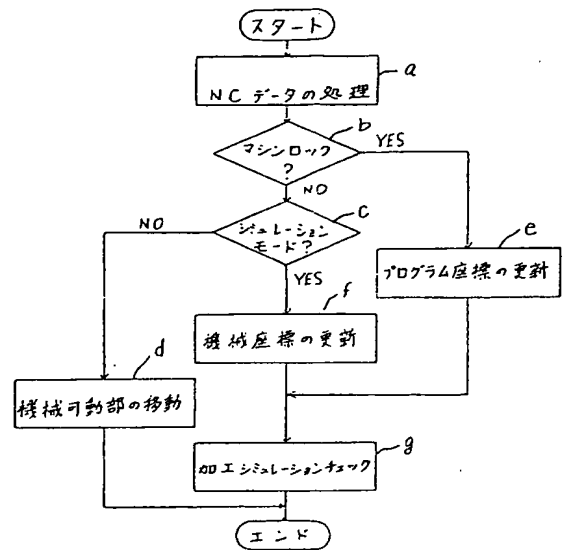 スタート
a
NCデータの処理
b
マシンロック
?
YES
NO
c
シミュレーション
モード?
NO
YES
e
プログラム座標の更新
f
機械座標の更新
d
機械可動部の移動
g
加工シミュレーションチェック
エンド